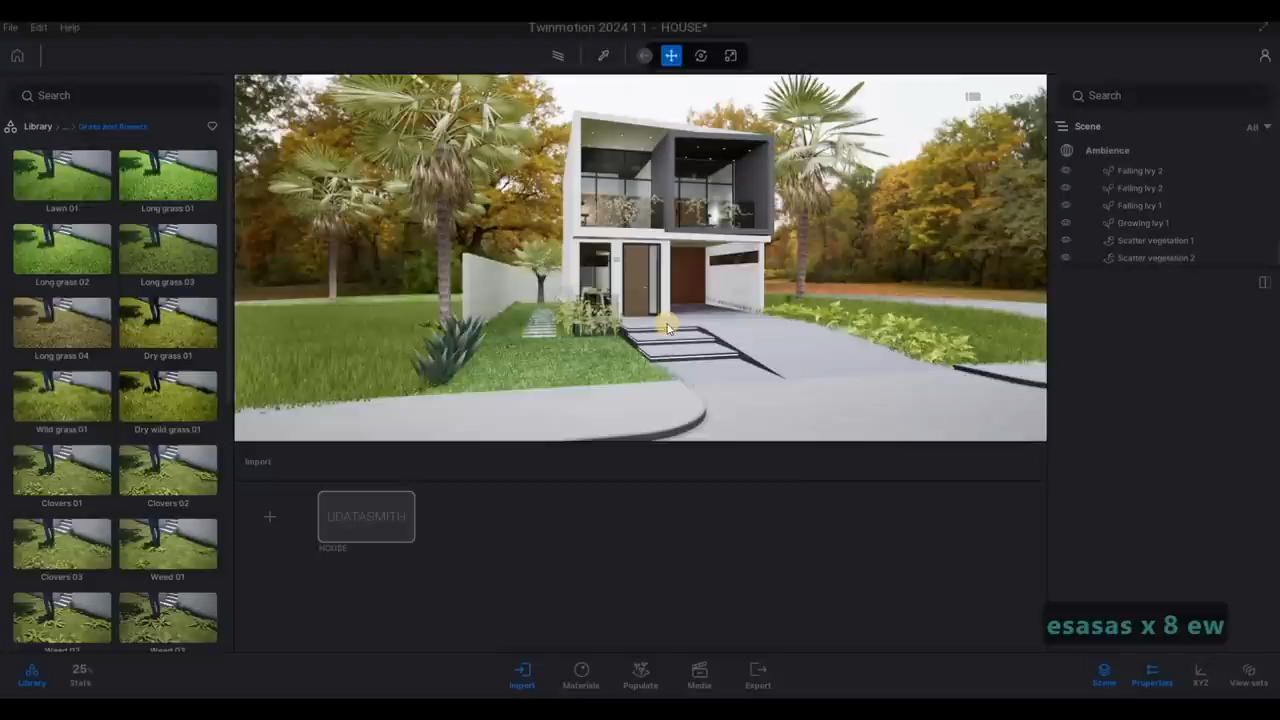 Twinmotion 2024 1 1 - HOUSE*
File Edit Help
Search
Library > ... > Grass and flowers
Lawn 01
Long grass 01
Long grass 02
Long grass 03
Long grass 04
Dry grass 01
Wild grass 01
Dry wild grass 01
Clovers 01
Clovers 02
Clovers 03
Weed 01
Weed 02
Weed 03
Search
Scene
All
Ambience
Falling Ivy 2
Falling Ivy 2
Falling Ivy 1
Growing Ivy 1
Scatter vegetation 1
Scatter vegetation 2
Import
UDATASMITH
HOUSE
esasas x 8 ew
Library
25%
Stats
Import
Materials
Populate
Media
Export
Scene
Properties
XYZ
View sets